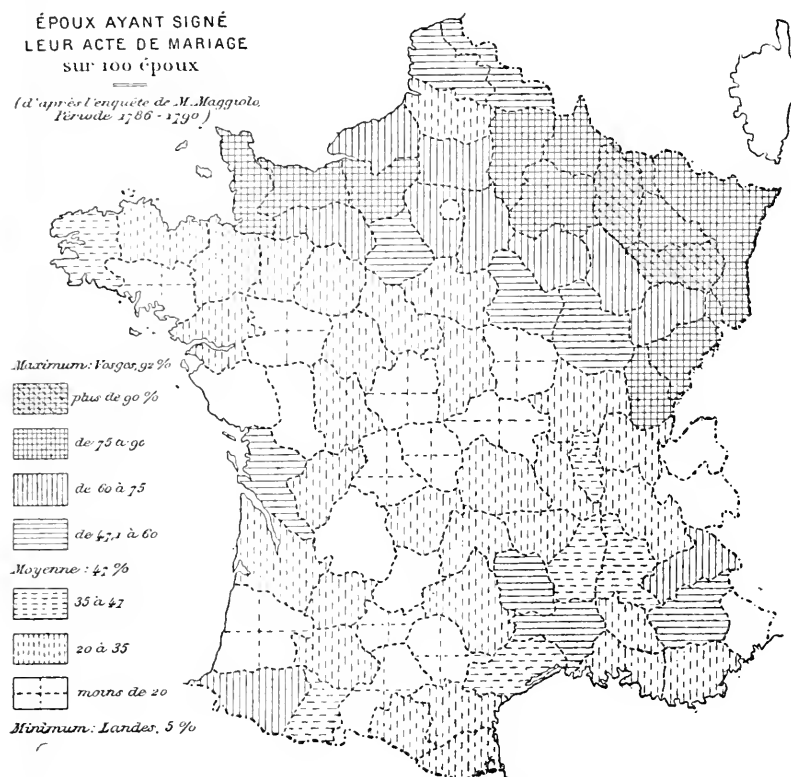 ÉPOUX AYANT SIGNÉ
LEUR ACTE DE MARIAGE
sur 100 époux
(d'après l'enquête de M. Maggiolo,
Période 1786-1790)
Maximum: Vosges, 92 %
plus de 90 %
de 75 à 90
de 60 à 75
de 47,1 à 60
Moyenne: 47 %
35 à 47
20 à 35
moins de 20
Minimum: Landes, 5 %